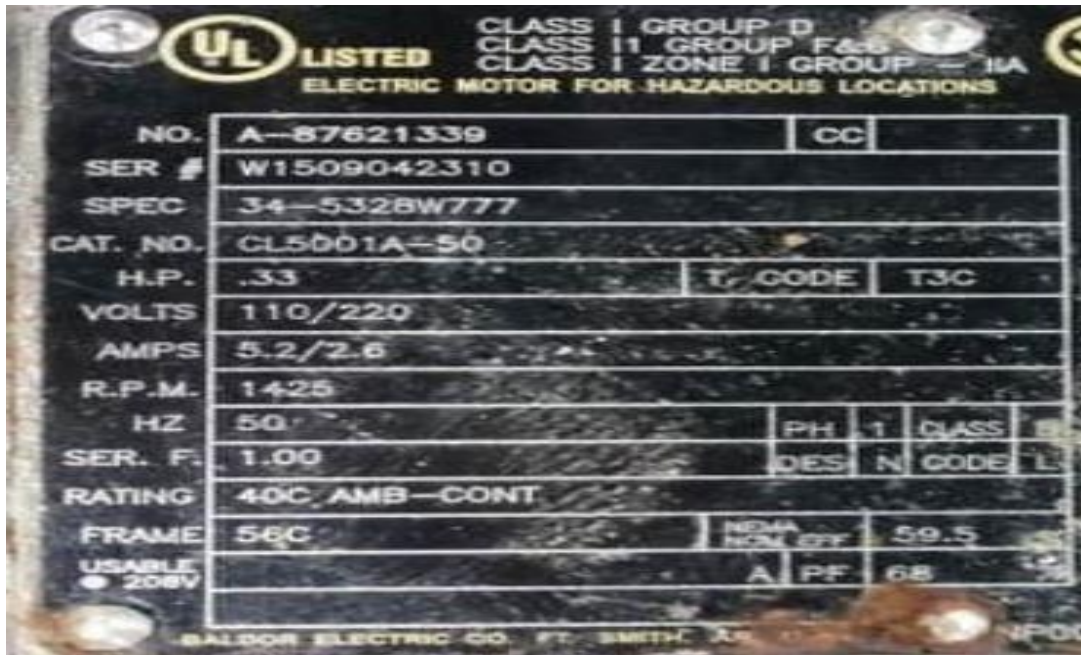 UL LISTED
CLASS I GROUP D
CLASS I1 GROUP F&G
CLASS I ZONE I GROUP - IIA
ELECTRIC MOTOR FOR HAZARDOUS LOCATIONS
NO. A-87621339 CC
SER # W1509042310
SPEC 34-5328W777
CAT. NO. CL5001A-50
H.P. .33 T. CODE T3C
VOLTS 110/220
AMPS 5.2/2.6
R.P.M. 1425
HZ 50 PH 1 CLASS
SER. F. 1.00 DES N CODE L
RATING 40C AMB-CONT
FRAME 56C NEMA NOM. EFF 59.5 %
USABLE @ 208V A PF 68 %
BALDOR ELECTRIC CO. FT. SMITH,